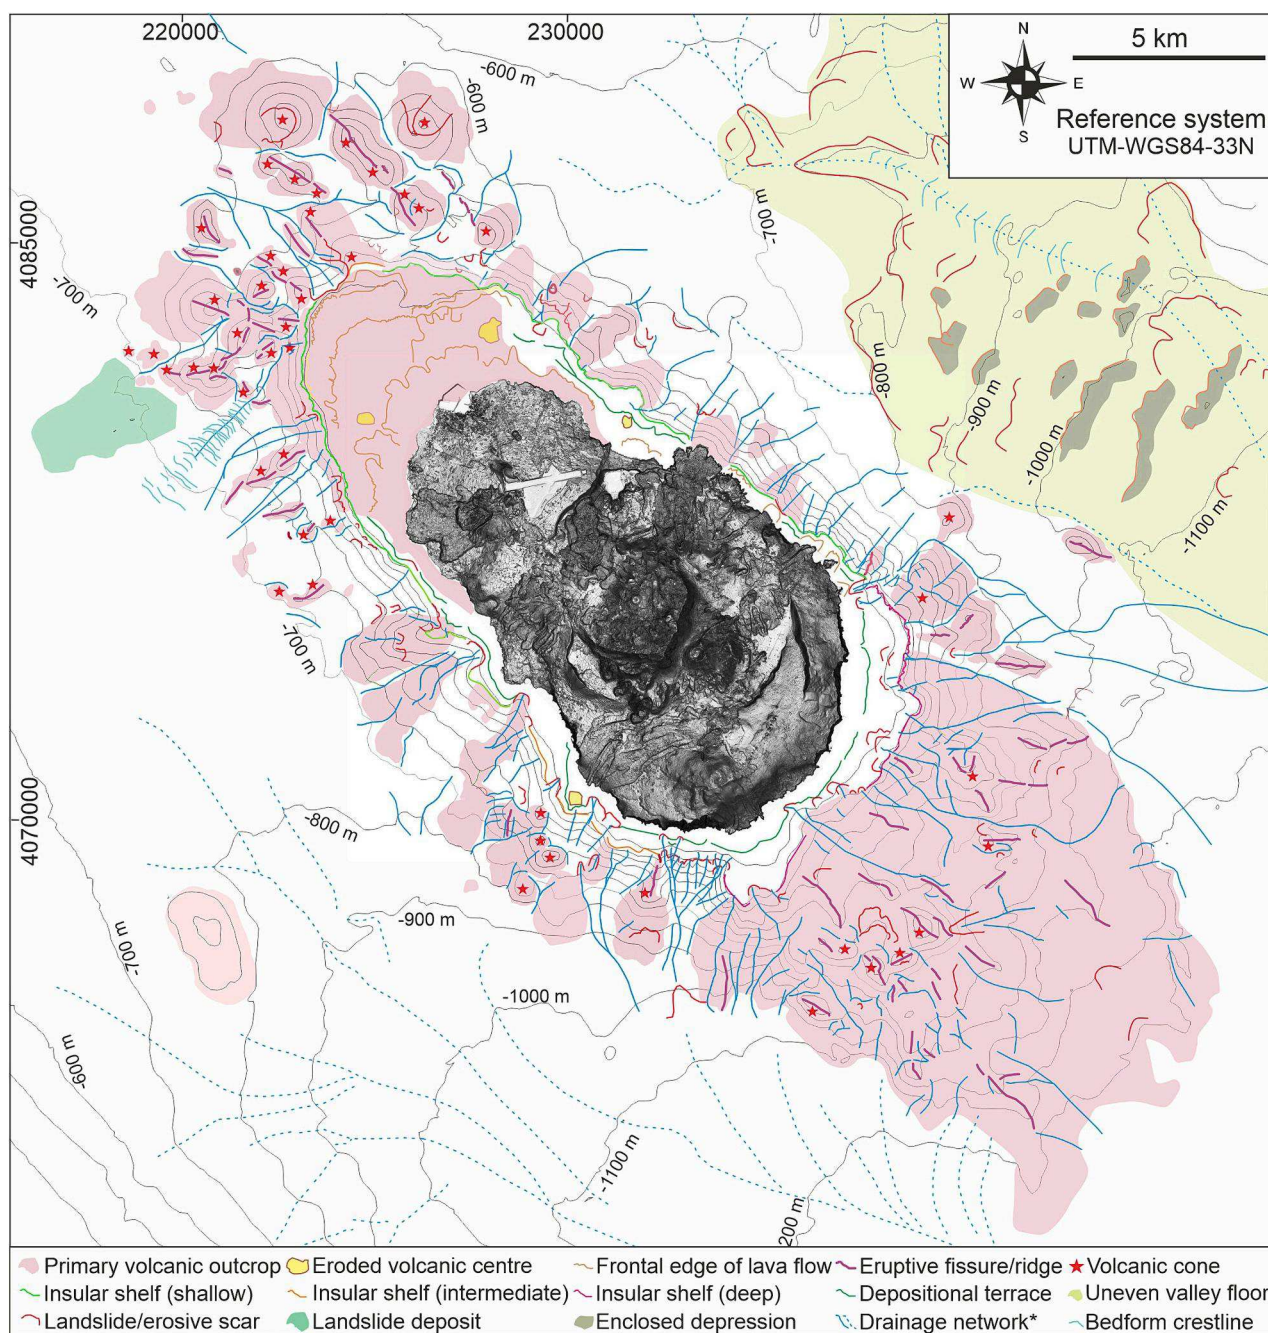 220000
230000
5 km
N
W E
S
Reference system
UTM-WGS84-33N
-600 m
-600 m
-700 m
4085000
-700 m
-800 m
-900 m
-1000 m
-1100 m
-700 m
4070000
-800 m
-900 m
-700 m
-1000 m
-600 m
-1100 m
200 m
Primary volcanic outcrop
Eroded volcanic centre
Frontal edge of lava flow
Eruptive fissure/ridge
Volcanic cone
Insular shelf (shallow)
Insular shelf (intermediate)
Insular shelf (deep)
Depositional terrace
Uneven valley floor
Landslide/erosive scar
Landslide deposit
Enclosed depression
Drainage network*
Bedform crestline